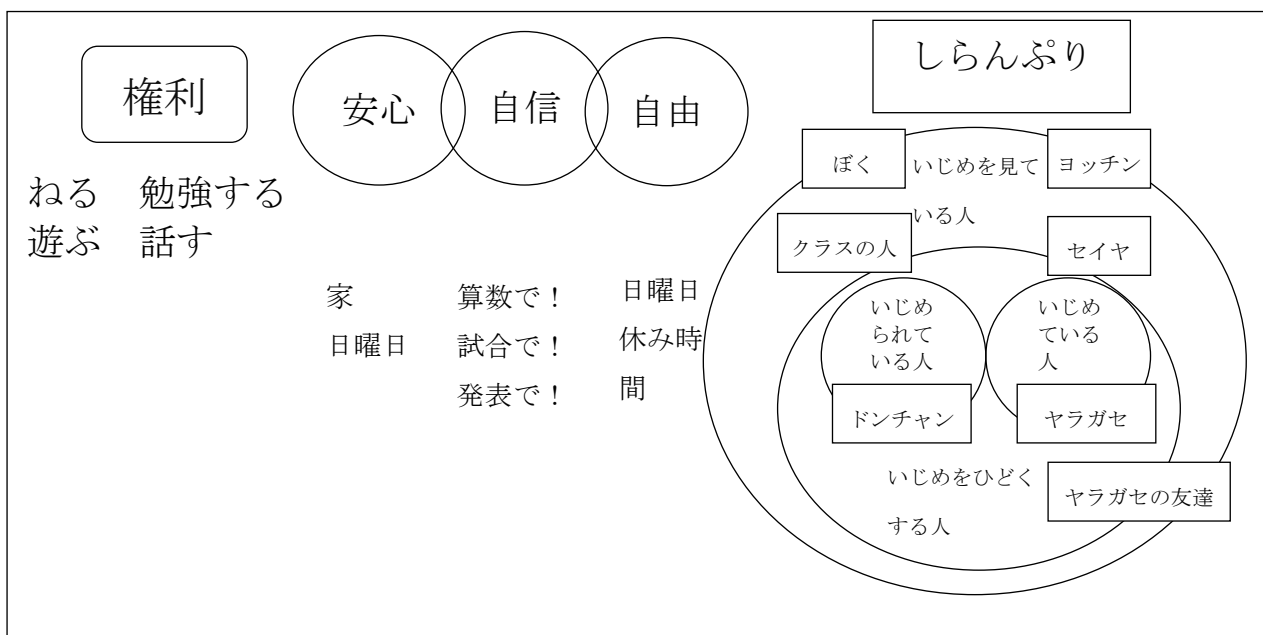 権利
ねる　勉強する
遊ぶ　話す
安心
自信
自由
家
日曜日
算数で！
試合で！
発表で！
日曜日
休み時
間
しらんぷり
ぼく
いじめを見て
いる人
ヨッチン
クラスの人
セイヤ
いじめ
られて
いる人
いじめ
ている
人
ドンチャン
ヤラガセ
いじめをひどく
する人
ヤラガセの友達